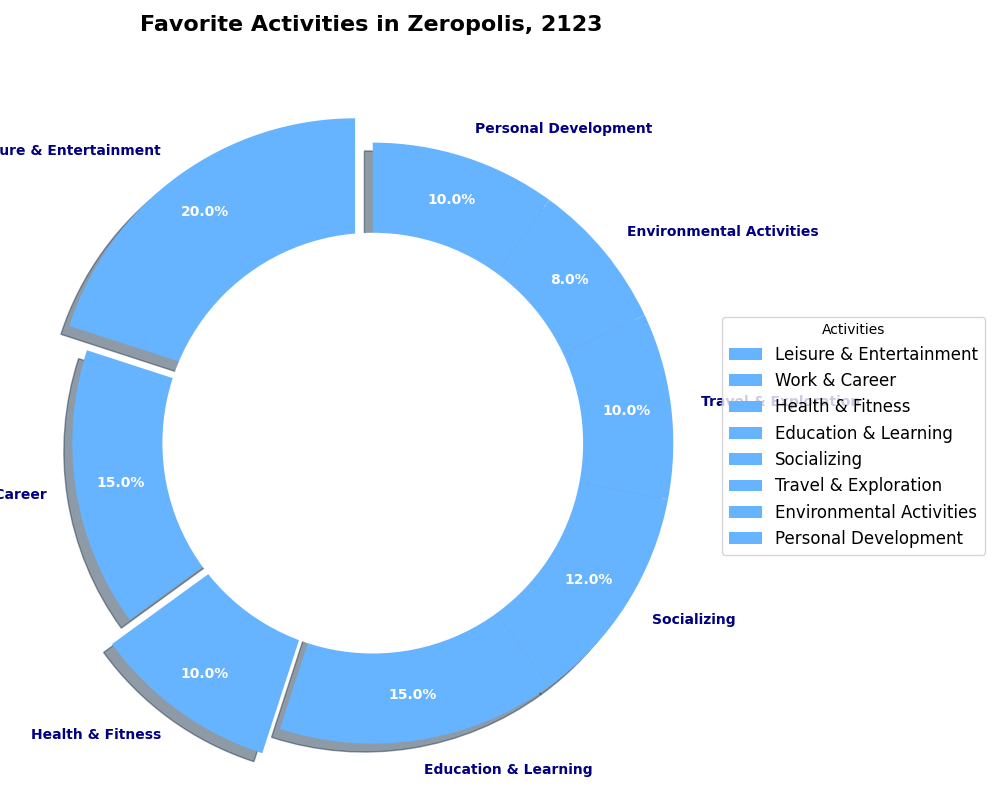 Favorite Activities in Zeropolis, 2123
Personal Development
ure & Entertainment
10.0%
20.0%
Environmental Activities
8.0%
Activities
Leisure & Entertainment
Work & Career
Health & Fitness
Education & Learning
Socializing
Travel & Exploration
Environmental Activities
Personal Development
Travel & Exploration
10.0%
15.0%
Career
12.0%
Socializing
10.0%
15.0%
Health & Fitness
Education & Learning